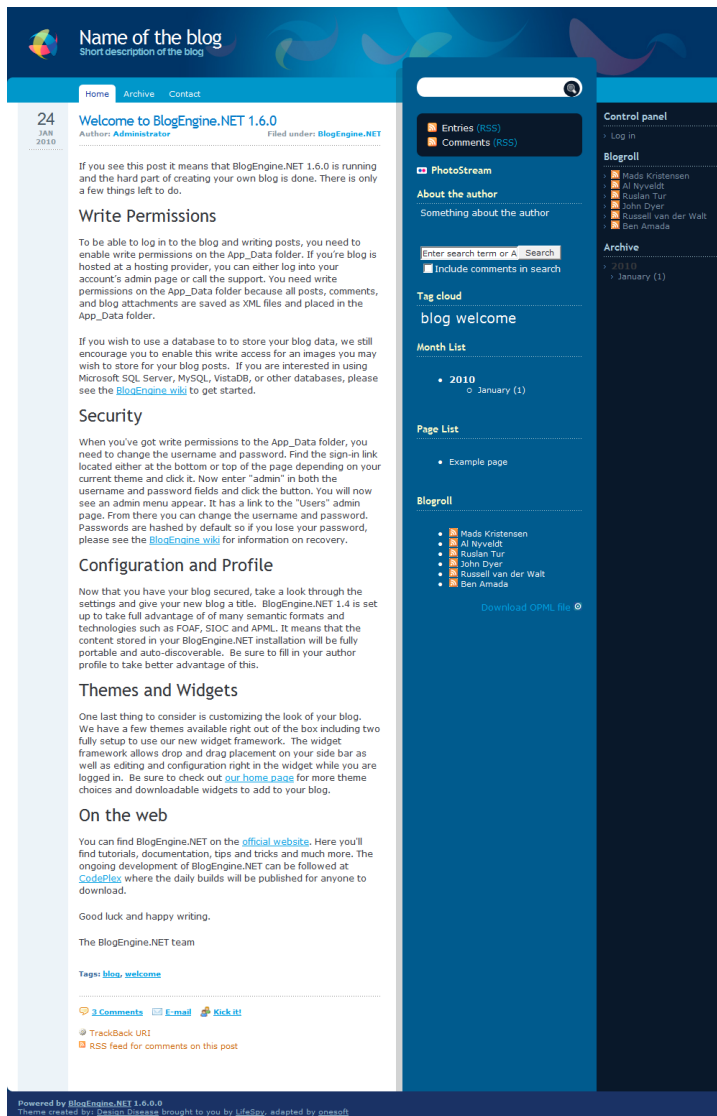 Name of the blog
Short description of the blog
Home Archive Contact
24
JAN
2010
Welcome to BlogEngine.NET 1.6.0
Author: Administrator Filed under: BlogEngine.NET
If you see this post it means that BlogEngine.NET 1.6.0 is running
and the hard part of creating your own blog is done. There is only
a few things left to do.
Write Permissions
To be able to log in to the blog and writing posts, you need to
enable write permissions on the App_Data folder. If you're blog is
hosted at a hosting provider, you can either log into your
account's admin page or call the support. You need write
permissions on the App_Data folder because all posts, comments,
and blog attachments are saved as XML files and placed in the
App_Data folder.
If you wish to use a database to to store your blog data, we still
encourage you to enable this write access for an images you may
wish to store for your blog posts. If you are interested in using
Microsoft SQL Server, MySQL, VistaDB, or other databases, please
see the BlogEngine wiki to get started.
Security
When you've got write permissions to the App_Data folder, you
need to change the username and password. Find the sign-in link
located either at the bottom or top of the page depending on your
current theme and click it. Now enter "admin" in both the
username and password fields and click the button. You will now
see an admin menu appear. It has a link to the "Users" admin
page. From there you can change the username and password.
Passwords are hashed by default so if you lose your password,
please see the BlogEngine wiki for information on recovery.
Configuration and Profile
Now that you have your blog secured, take a look through the
settings and give your new blog a title. BlogEngine.NET 1.4 is set
up to take full advantage of of many semantic formats and
technologies such as FOAF, SIOC and APML. It means that the
content stored in your BlogEngine.NET installation will be fully
portable and auto-discoverable. Be sure to fill in your author
profile to take better advantage of this.
Themes and Widgets
One last thing to consider is customizing the look of your blog.
We have a few themes available right out of the box including two
fully setup to use our new widget framework. The widget
framework allows drop and drag placement on your side bar as
well as editing and configuration right in the widget while you are
logged in. Be sure to check out our home page for more theme
choices and downloadable widgets to add to your blog.
On the web
You can find BlogEngine.NET on the official website. Here you'll
find tutorials, documentation, tips and tricks and much more. The
ongoing development of BlogEngine.NET can be followed at
CodePlex where the daily builds will be published for anyone to
download.
Good luck and happy writing.
The BlogEngine.NET team
Tags: blog, welcome
3 Comments E-mail Kick it!
TrackBack URI
RSS feed for comments on this post
Entries (RSS)
Comments (RSS)
PhotoStream
About the author
Something about the author
Enter search term or A Search
Include comments in search
Tag cloud
blog welcome
Month List
2010
January (1)
Page List
Example page
Blogroll
Mads Kristensen
Al Nyveldt
Ruslan Tur
John Dyer
Russell van der Walt
Ben Amada
Download OPML file
Control panel
Log in
Blogroll
Mads Kristensen
Al Nyveldt
Ruslan Tur
John Dyer
Russell van der Walt
Ben Amada
Archive
2010
January (1)
Powered by BlogEngine.NET 1.6.0.0
Theme created by: Design Disease brought to you by LifeSpy. adapted by onesoft